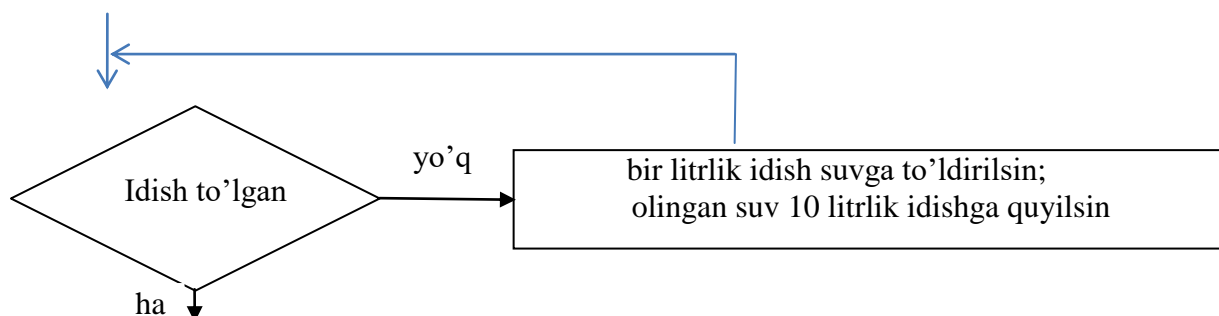 Idish to’lgan
yo’q
bir litrlik idish suvga to’ldirilsin;
olingan suv 10 litrlik idishga quyilsin
ha